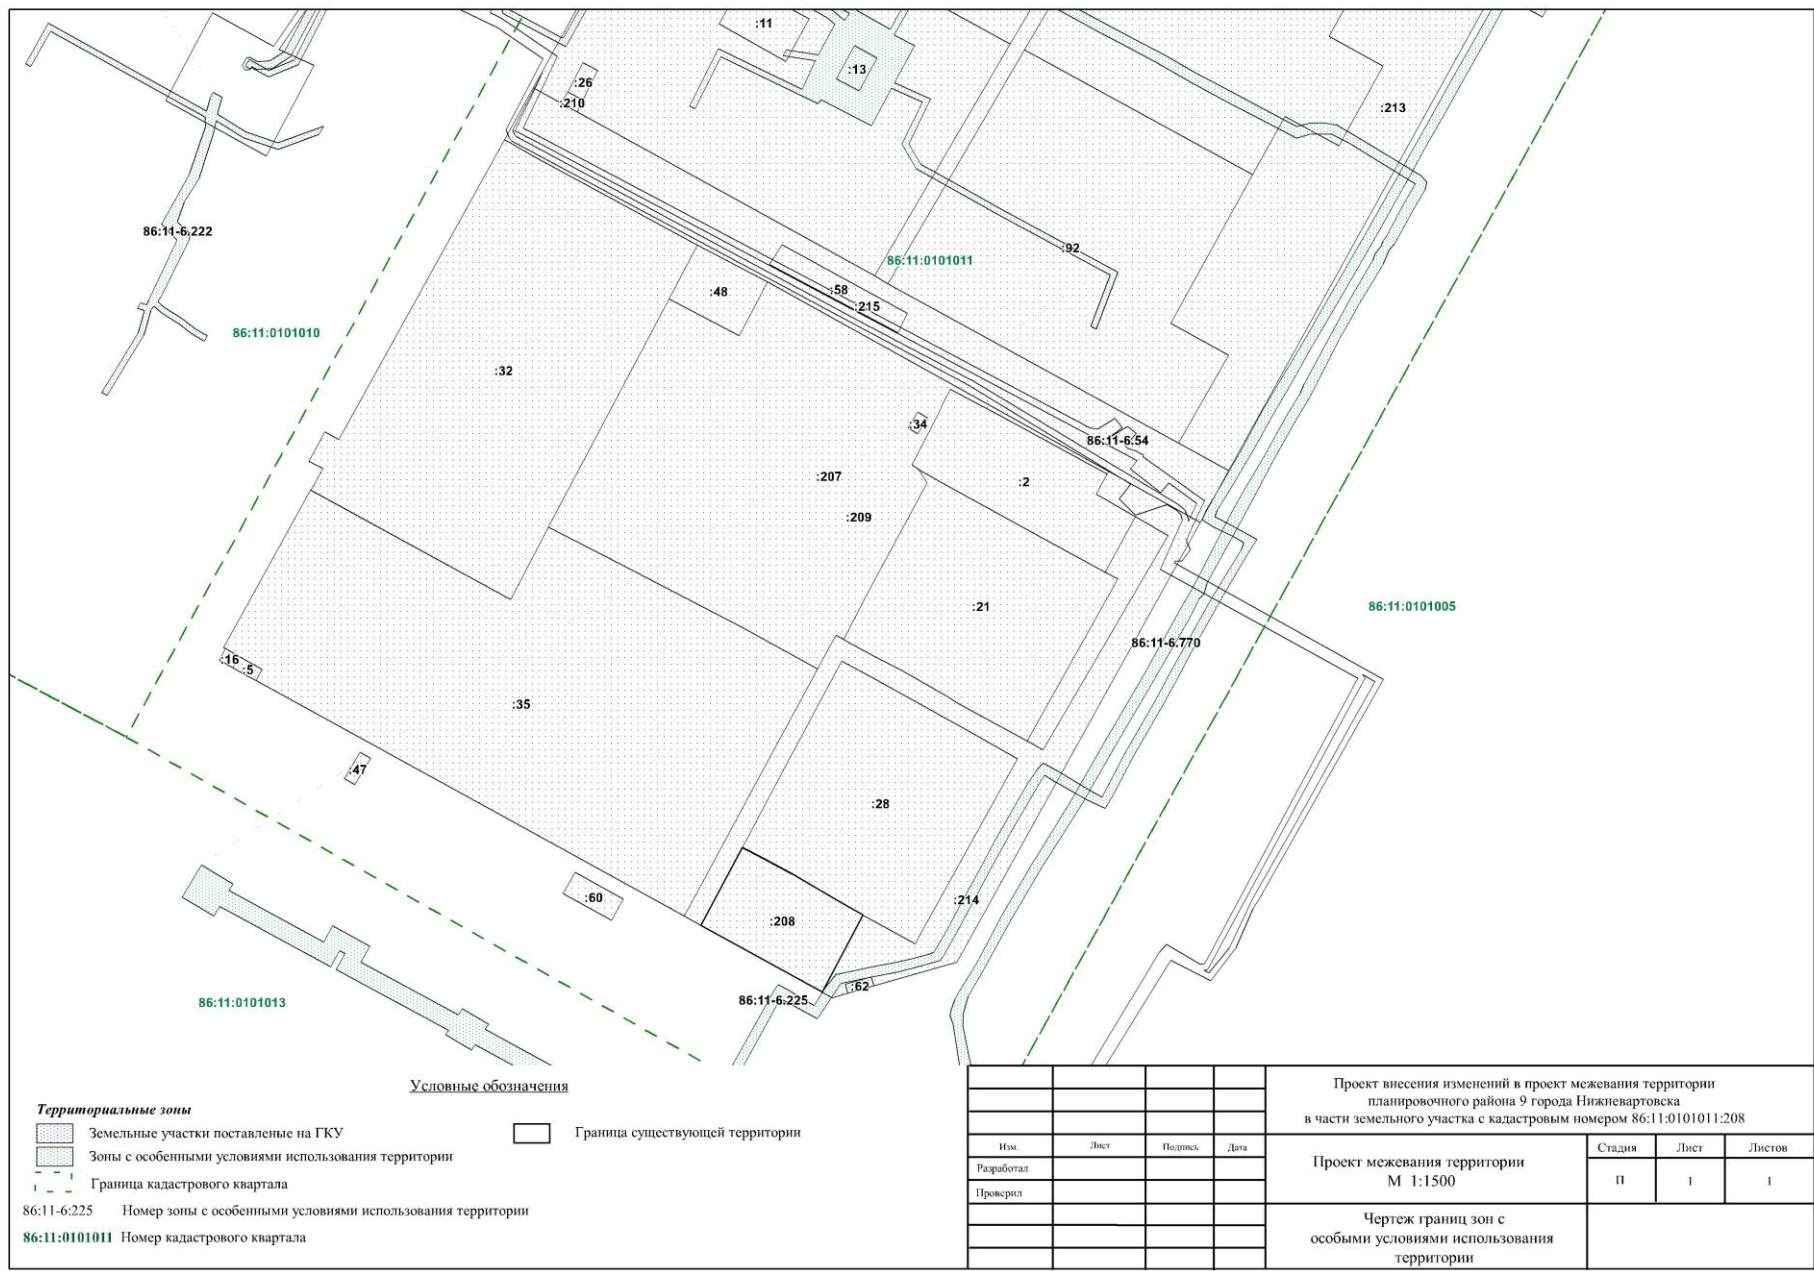 :11
:13
:26
:210
:213
86:11-6.222
:92
86:11:0101011
:48
:58
:215
86:11:0101010
:32
:34
86:11-6.54
:207
:2
:209
86:11:0101005
:21
86:11-6.770
:16
:5
:35
:47
:28
:60
:214
:208
:62
86:11-6.225
86:11:0101013
Условные обозначения
Территориальные зоны
Земельные участки поставленые на ГКУ
Граница существующей территории
Зоны с особенными условиями использования территории
Граница кадастрового квартала
86:11-6:225 Номер зоны с особенными условиями использования территории
86:11:0101011 Номер кадастрового квартала
Проект внесения изменений в проект межевания территории
планировочного района 9 города Нижневартовска
в части земельного участка с кадастровым номером 86:11:0101011:208
Изм. Лист Подпись Дата
Разработал
Проверил
Проект межевания территории
М 1:1500
Стадия Лист Листов
П 1 1
Чертеж границ зон с
особыми условиями использования
территории